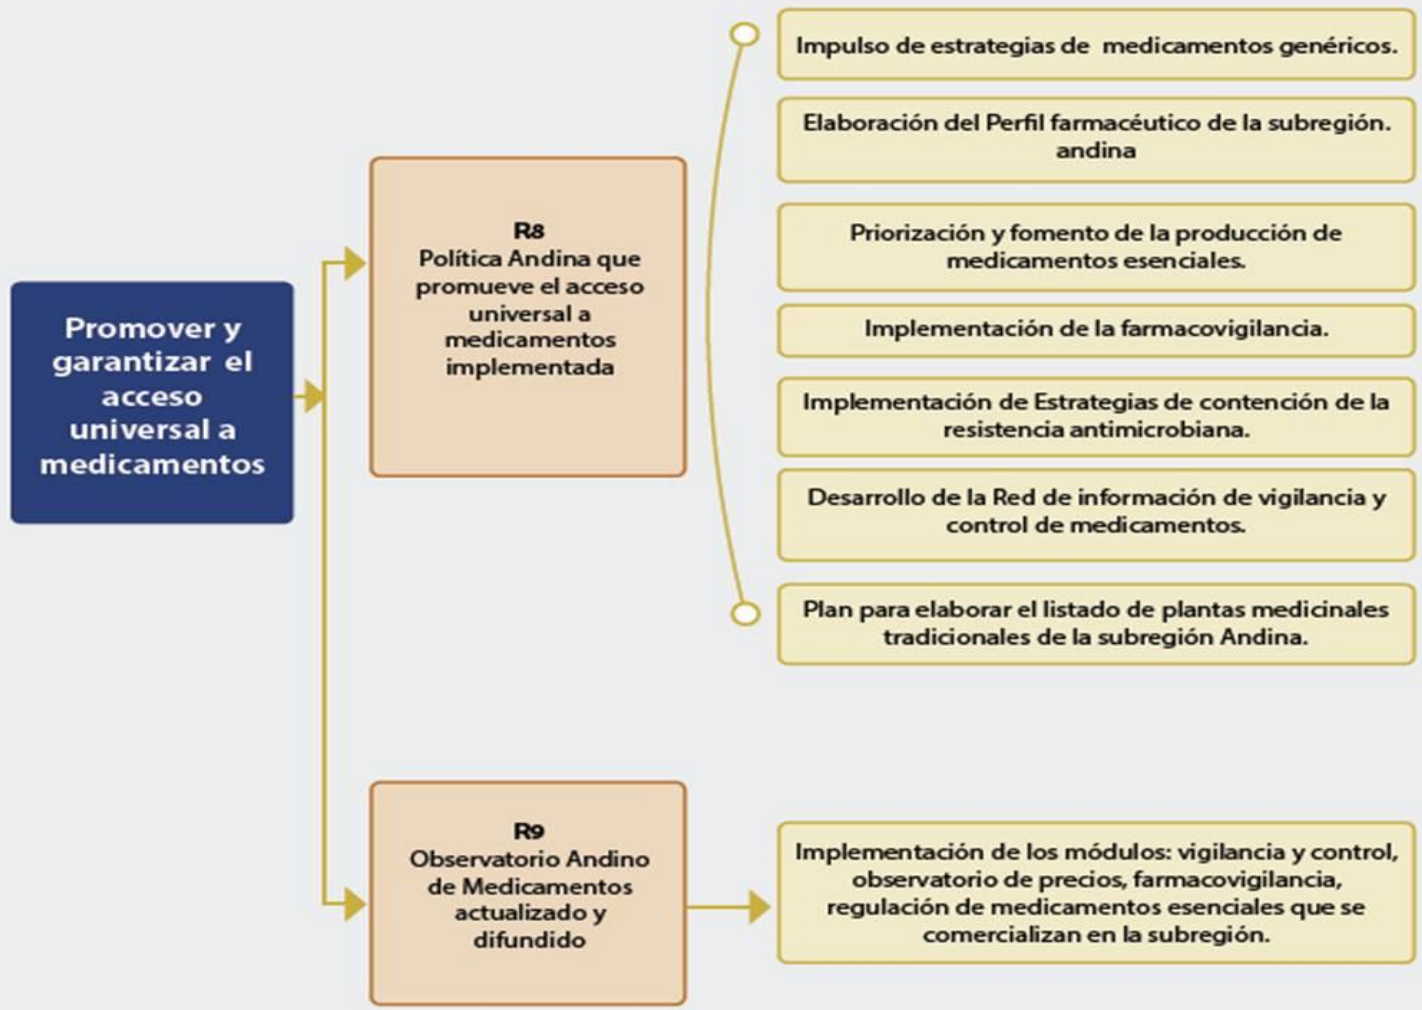 Promover y
garantizar el
acceso
universal a
medicamentos
R8
Política Andina que
promueve el acceso
universal a
medicamentos
implementada
Impulso de estrategias de medicamentos genéricos.
Elaboración del Perfil farmacéutico de la subregión.
andina
Priorización y fomento de la producción de
medicamentos esenciales.
Implementación de la farmacovigilancia.
Implementación de Estrategias de contención de la
resistencia antimicrobiana.
Desarrollo de la Red de información de vigilancia y
control de medicamentos.
Plan para elaborar el listado de plantas medicinales
tradicionales de la subregión Andina.
R9
Observatorio Andino
de Medicamentos
actualizado y
difundido
Implementación de los módulos: vigilancia y control,
observatorio de precios, farmacovigilancia,
regulación de medicamentos esenciales que se
comercializan en la subregión.